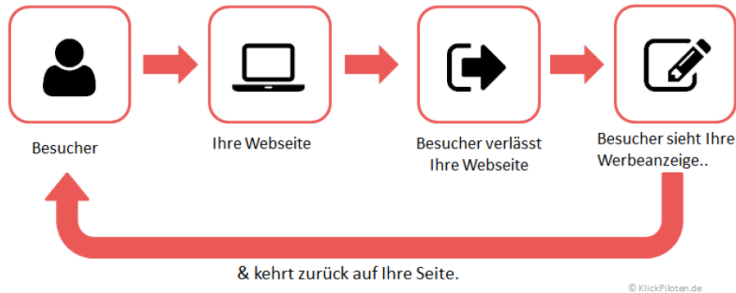 Besucher
Ihre Webseite
Besucher verlässt
Ihre Webseite
Besucher sieht Ihre
Werbeanzeige..
& kehrt zurück auf Ihre Seite.
© KlickPiloten.de